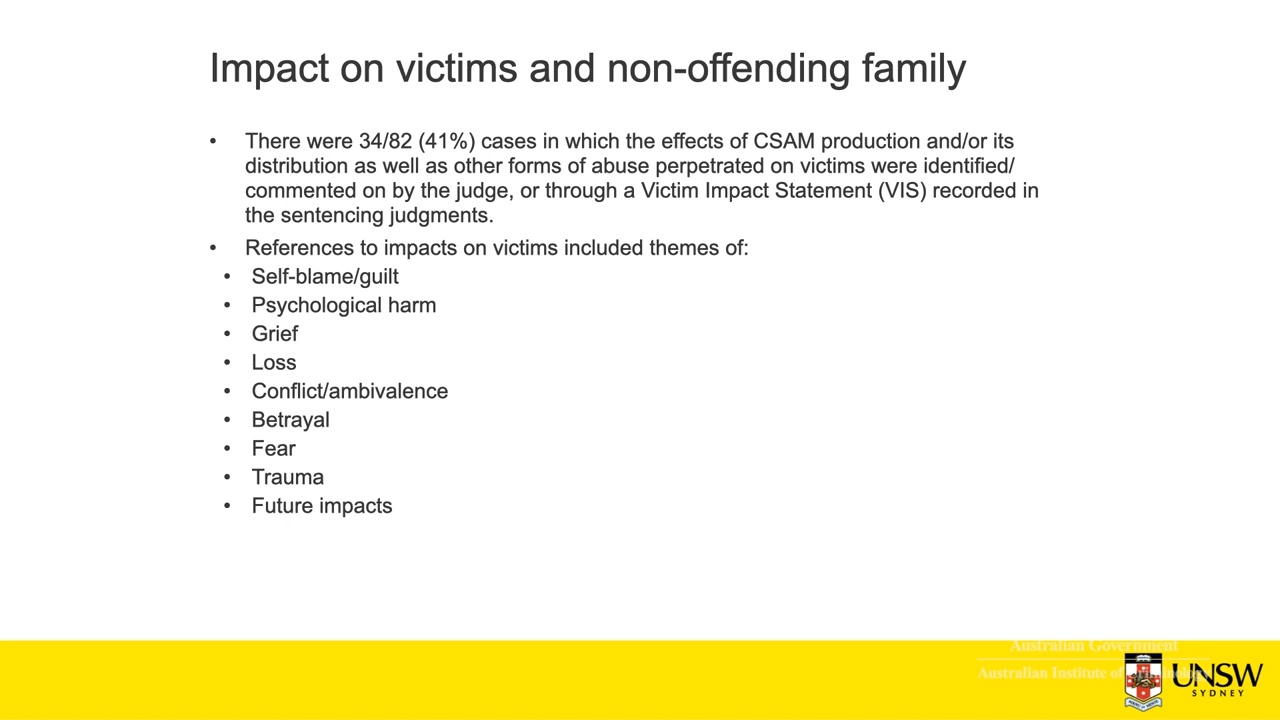 Impact on victims and non-offending family
• There were 34/82 (41%) cases in which the effects of CSAM production and/or its
distribution as well as other forms of abuse perpetrated on victims were identified/
commented on by the judge, or through a Victim Impact Statement (VIS) recorded in
the sentencing judgments.
• References to impacts on victims included themes of:
• Self-blame/guilt
• Psychological harm
• Grief
• Loss
• Conflict/ambivalence
• Betrayal
• Fear
• Trauma
• Future impacts
Australian Government
Australian Institute of
UNSW
SYDNEY